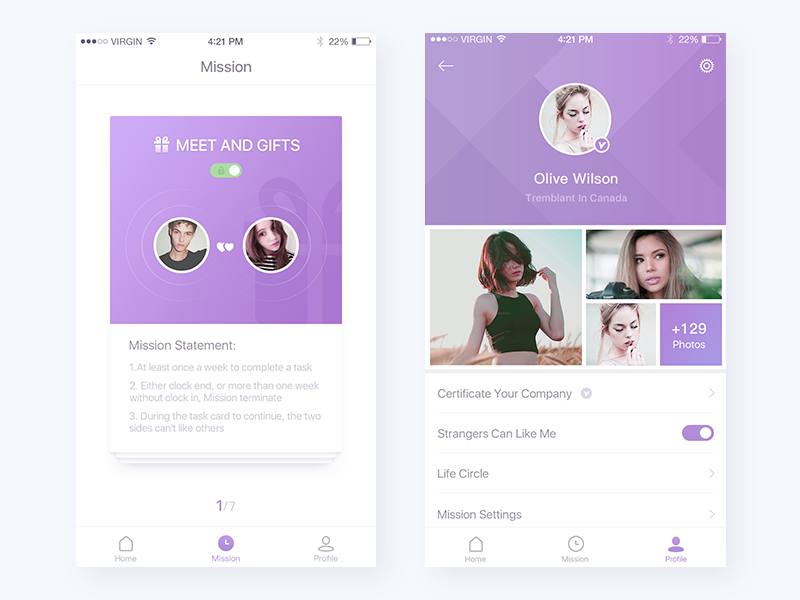 VIRGIN 4:21 PM 22%
Mission
MEET AND GIFTS
Mission Statement:
1.At least once a week to complete a task
2. Either clock end, or more than one week
without clock in, Mission terminate
3. During the task card to continue, the two
sides can't like others
1/7
Home Mission Profile
VIRGIN 4:21 PM 22%
Olive Wilson
Tremblant In Canada
+129
Photos
Certificate Your Company
Strangers Can Like Me
Life Circle
Mission Settings
Home Mission Profile